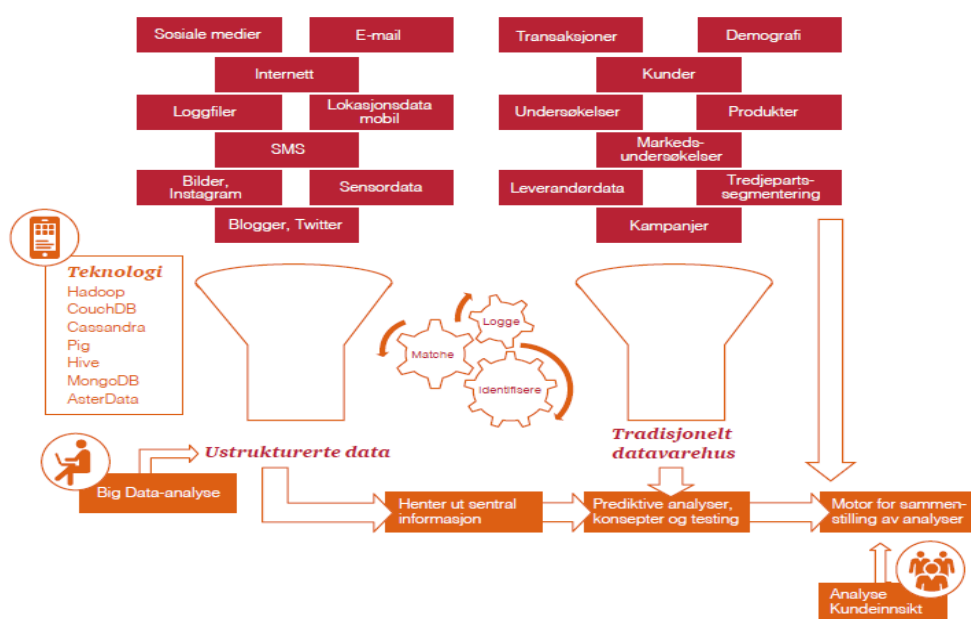 Sosiale medier
E-mail
Transaksjoner
Demografi
Internett
Kunder
Loggfiler
Lokasjonsdata
mobil
Undersøkelser
Produkter
SMS
Markeds-
undersøkelser
Bilder,
Instagram
Sensordata
Leverandørdata
Tredjeparts-
segmentering
Blogger, Twitter
Kampanjer
Teknologi
Hadoop
CouchDB
Cassandra
Pig
Hive
MongoDB
AsterData
Logge
Matche
Identifisere
Ustrukturerte data
Tradisjonelt
datavarehus
Big Data-analyse
Henter ut sentral
informasjon
Prediktive analyser,
konsepter og testing
Motor for sammen-
stilling av analyser
Analyse
Kundeinnsikt